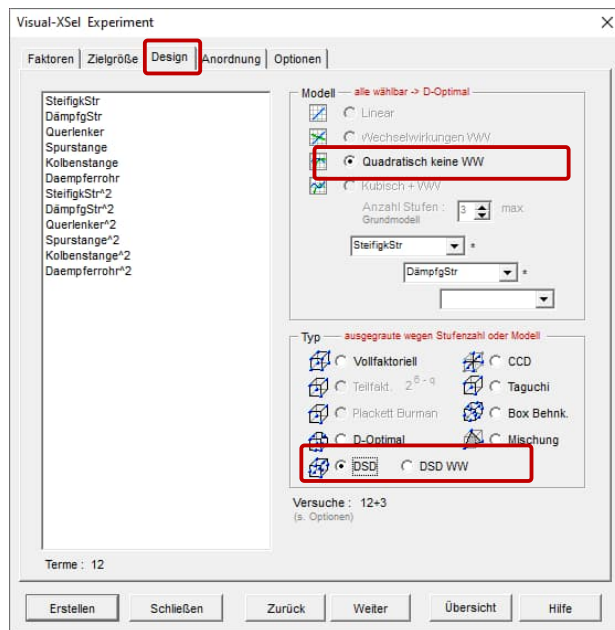 Visual-XSel Experiment
Faktoren Zielgröße Design Anordnung Optionen
SteifigkStr
DämpfgStr
Querlenker
Spurstange
Kolbenstange
Daempferrohr
SteifigkStr^2
DämpfgStr^2
Querlenker^2
Spurstange^2
Kolbenstange^2
Daempferrohr^2
Terme : 12
Modell alle wählbar -> D-Optimal
Linear
Wechselwirkungen WW
Quadratisch keine WW
Kubisch + WW
Anzahl Stufen : 3 max
Grundmodell
SteifigkStr *
DämpfgStr *
Typ ausgegraute wegen Stufenzahl oder Modell
Vollfaktoriell CCD
Teilfakt. 2^6-q Taguchi
Plackett Burman Box Behnk.
D-Optimal Mischung
DSD DSD WW
Versuche : 12+3
(s. Optionen)
Erstellen Schließen Zurück Weiter Übersicht Hilfe